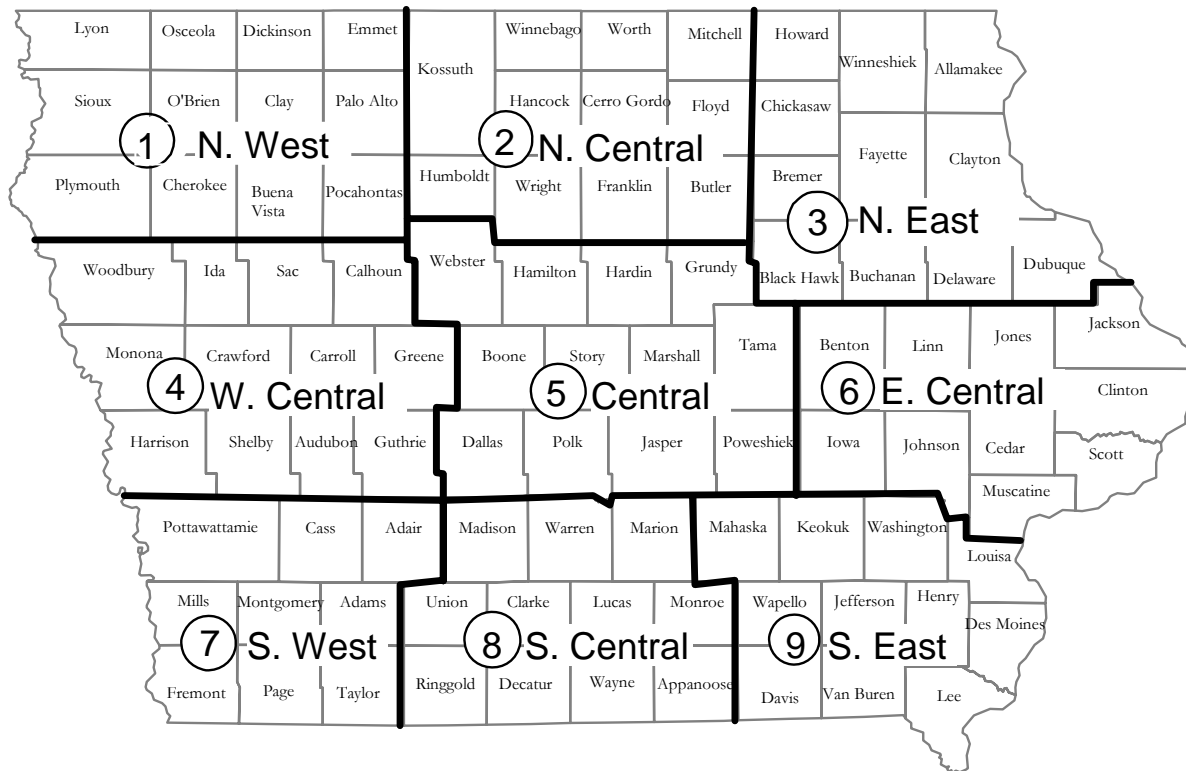 Lyon
Osceola
Dickinson
Emmet
Winnebago
Worth
Mitchell
Howard
Winneshiek
Allamakee
Kossuth
Sioux
O'Brien
Clay
Palo Alto
Hancock
Cerro Gordo
Floyd
Chickasaw
1 N. West
2 N. Central
Fayette
Clayton
Plymouth
Cherokee
Buena
Vista
Pocahontas
Humboldt
Wright
Franklin
Butler
Bremer
3 N. East
Woodbury
Ida
Sac
Calhoun
Webster
Hamilton
Hardin
Grundy
Black Hawk
Buchanan
Delaware
Dubuque
Monona
Crawford
Carroll
Greene
Boone
Story
Marshall
Tama
Benton
Linn
Jones
Jackson
4 W. Central
5 Central
6 E. Central
Clinton
Harrison
Shelby
Audubon
Guthrie
Dallas
Polk
Jasper
Poweshiek
Iowa
Johnson
Cedar
Scott
Muscatine
Pottawattamie
Cass
Adair
Madison
Warren
Marion
Mahaska
Keokuk
Washington
Louisa
Mills
Montgomery
Adams
Union
Clarke
Lucas
Monroe
Wapello
Jefferson
Henry
Des Moines
7 S. West
8 S. Central
9 S. East
Fremont
Page
Taylor
Ringgold
Decatur
Wayne
Appanoose
Davis
Van Buren
Lee